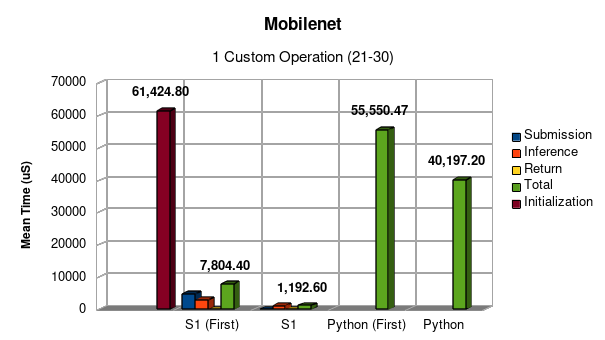 Mobilenet
1 Custom Operation (21-30)
Mean Time (uS)
70000
60000
50000
40000
30000
20000
10000
0
61,424.80
7,804.40
1,192.60
55,550.47
40,197.20
S1 (First)
S1
Python (First)
Python
Submission
Inference
Return
Total
Initialization